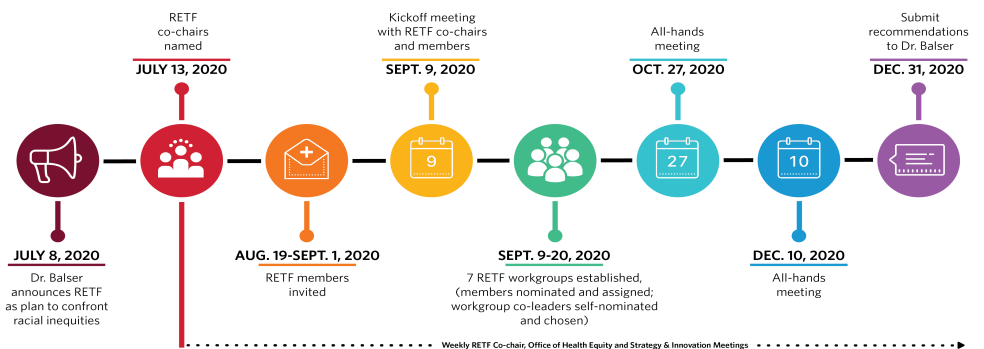 RETF
co-chairs
named
JULY 13, 2020
Kickoff meeting
with RETF co-chairs
and members
SEPT. 9, 2020
All-hands
meeting
OCT. 27, 2020
Submit
recommendations
to Dr. Balser
DEC. 31, 2020
9
27
10
JULY 8, 2020
Dr. Balser
announces RETF
as plan to confront
racial inequities
AUG. 19-SEPT. 1, 2020
RETF members
invited
SEPT. 9-20, 2020
7 RETF workgroups established,
(members nominated and assigned;
workgroup co-leaders self-nominated
and chosen)
DEC. 10, 2020
All-hands
meeting
Weekly RETF Co-chair, Office of Health Equity and Strategy & Innovation Meetings